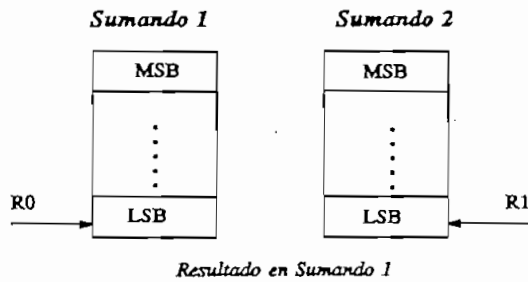 Sumando 1 Sumando 2
MSB MSB
R0 LSB LSB R1
Resultado en Sumando 1